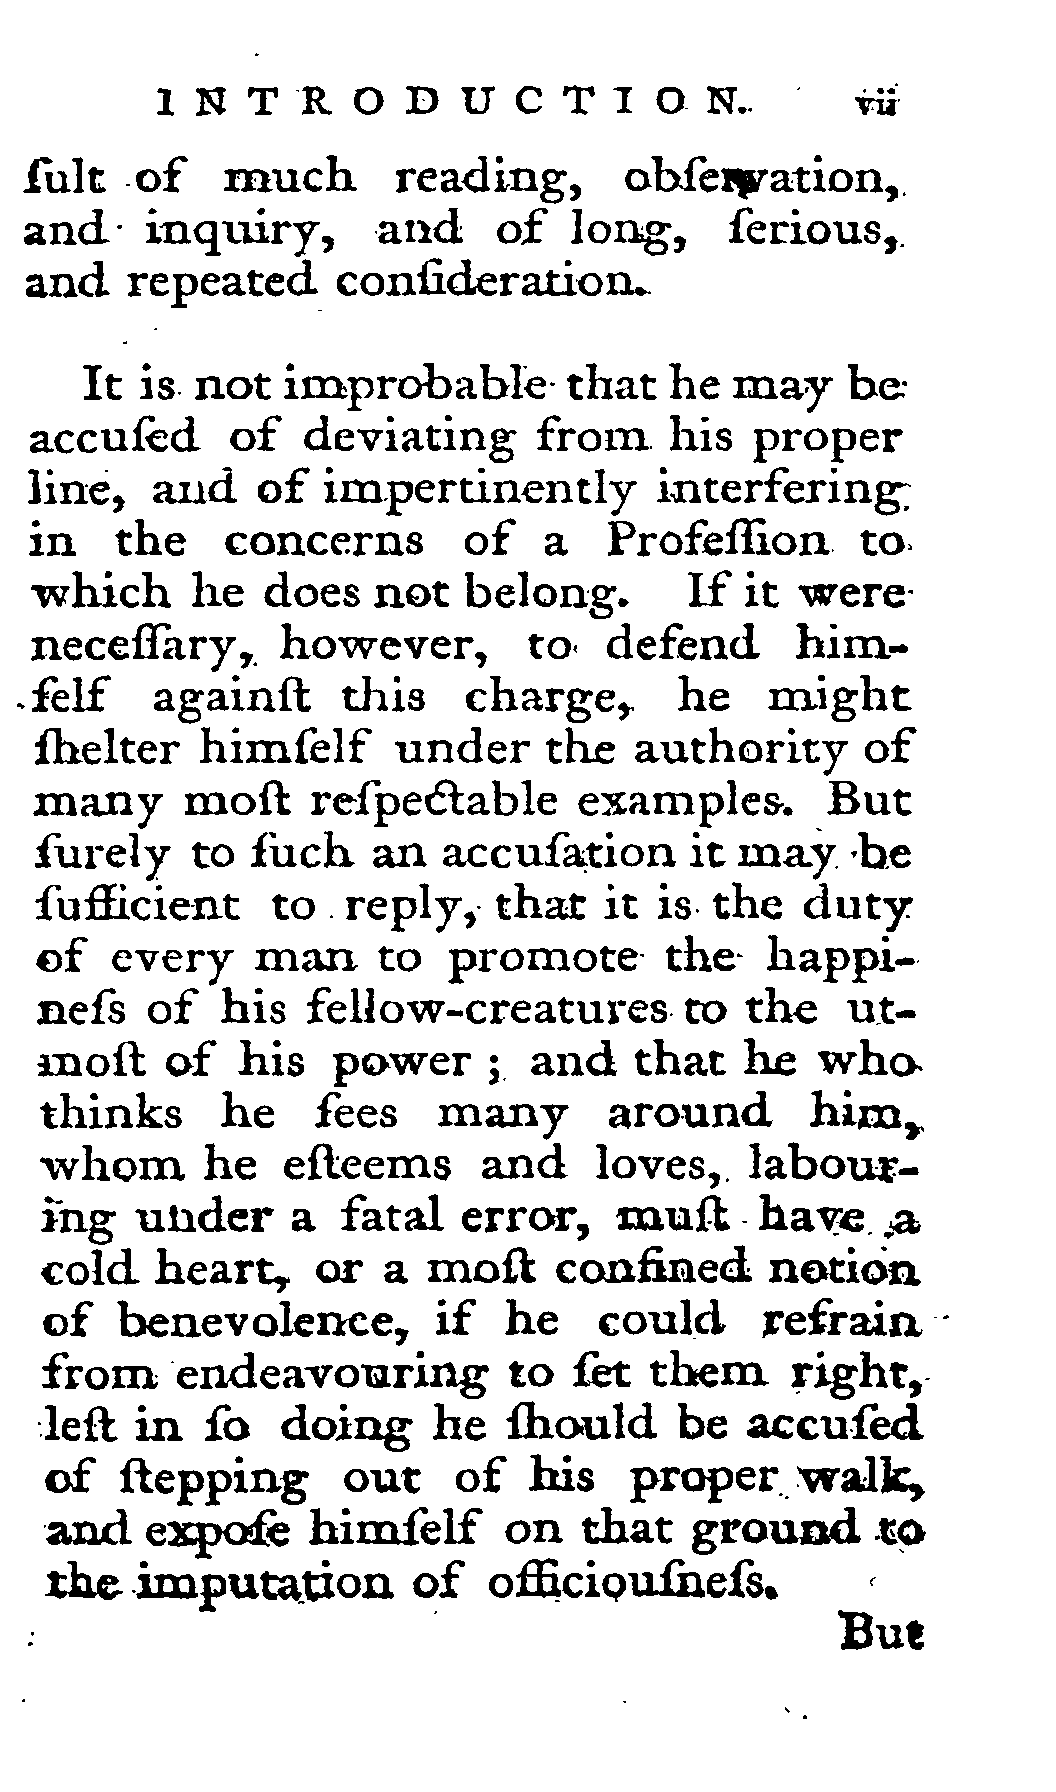 INTRODUCTION. vii
ſult of much reading, obſervation,
and inquiry, and of long, ſerious,
and repeated conſideration.
It is not improbable that he may be
accuſed of deviating from his proper
line, and of impertinently interfering
in the concerns of a Profeſſion to
which he does not belong. If it were
neceſſary, however, to defend him-
ſelf againſt this charge, he might
ſhelter himſelf under the authority of
many moſt reſpectable examples. But
ſurely to ſuch an accuſation it may be
ſufficient to reply, that it is the duty
of every man to promote the happi-
neſs of his fellow-creatures to the ut-
moſt of his power ; and that he who
thinks he ſees many around him,
whom he eſteems and loves, labour-
ing under a fatal error, muſt have a
cold heart, or a moſt confined notion
of benevolence, if he could refrain
from endeavouring to ſet them right,
leſt in ſo doing he ſhould be accuſed
of ſtepping out of his proper walk,
and expoſe himſelf on that ground to
the imputation of officiouſneſs.
But